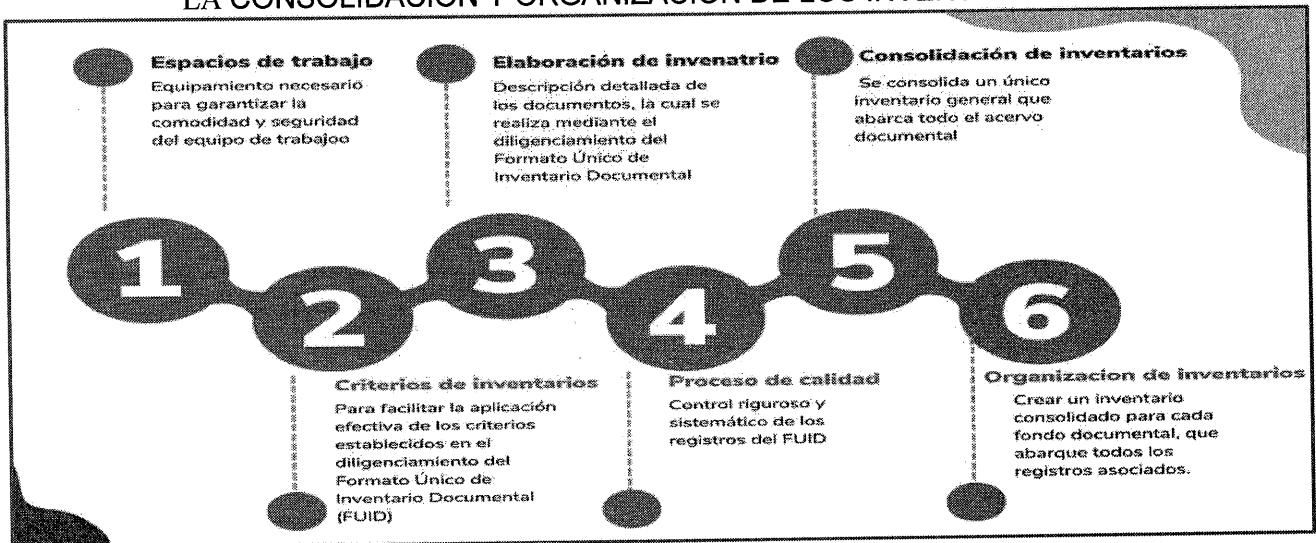 LA CONSOLIDACIÓN Y ORGANIZACIÓN DE LOS
Espacios de trabajo
Equipamiento necesario
para garantizar la
comodidad y seguridad
del equipo de trabajoo
Elaboración de invenatrio
Descripción detallada de
los documentos, la cual se
realiza mediante el
diligenciamiento del
Formato Único de
Inventario Documental
Consolidación de inventarios
Se consolida un único
inventario general que
abarca todo el acervo
documental
1
2
3
4
5
6
Criterios de inventarios
Para facilitar la aplicación
efectiva de los criterios
establecidos en el
diligenciamiento del
Formato Único de
Inventario Documental
(FUID)
Proceso de calidad
Control riguroso y
sistemático de los
registros del FUID
Organizacion de inventarios
Crear un inventario
consolidado para cada
fondo documental, que
abarque todos los
registros asociados.